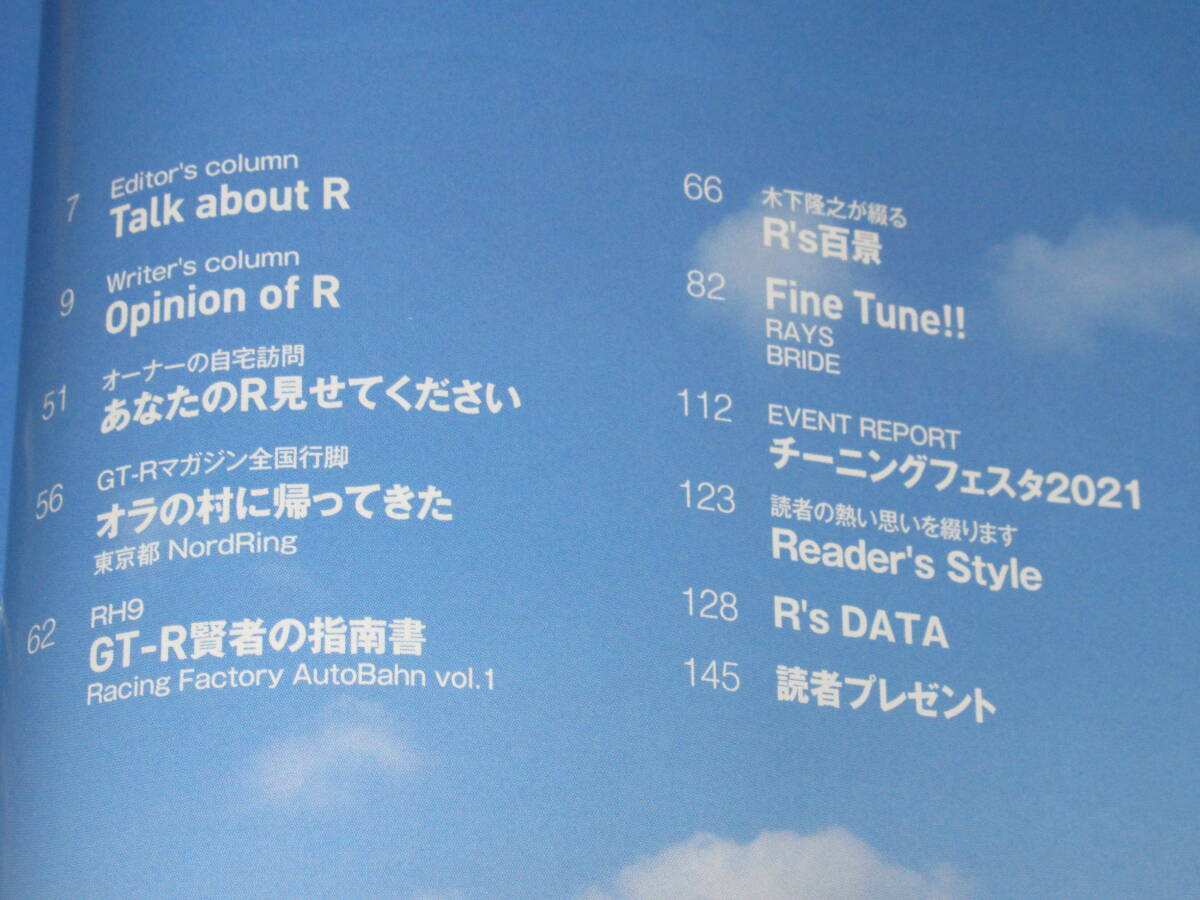 7
Editor's column
Talk about R
9
Writer's column
Opinion of R
51
オーナーの自宅訪問
あなたのR見せてください
56
GT-Rマガジン全国行脚
オラの村に帰ってきた
東京都 NordRing
62
RH9
GT-R賢者の指南書
Racing Factory AutoBahn vol.1
66
木下隆之が綴る
R's百景
82
Fine Tune!!
RAYS
BRIDE
112
EVENT REPORT
チーニングフェスタ2021
123
読者の熱い思いを綴ります
Reader's Style
128
R's DATA
145
読者プレゼント